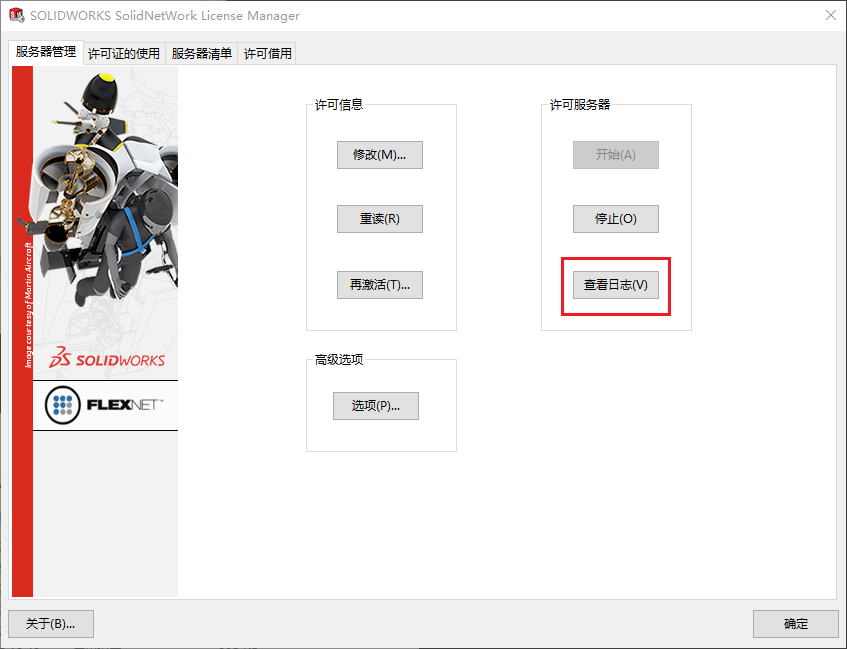 SOLIDWORKS SolidNetWork License Manager
服务器管理 许可证的使用 服务器清单 许可借用
许可信息
修改(M)...
重读(R)
再激活(T)...
许可服务器
开始(A)
停止(O)
查看日志(V)
高级选项
选项(P)...
Image courtesy of Martin Aircraft
SOLIDWORKS
FLEXNET™
关于(B)...
确定